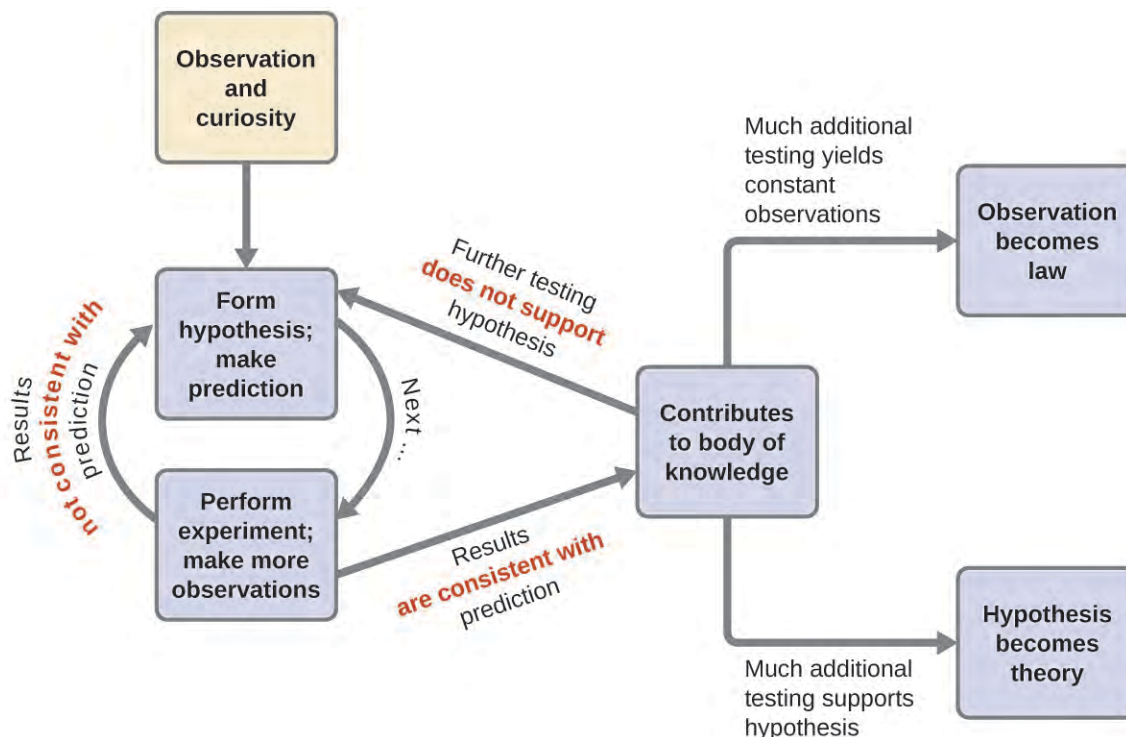 Observation
and
curiosity
Form
hypothesis;
make
prediction
Next ...
Perform
experiment;
make more
observations
Results
not consistent with
prediction
Results
are consistent with
prediction
Further testing
does not support
hypothesis
Contributes
to body of
knowledge
Much additional
testing yields
constant
observations
Observation
becomes
law
Much additional
testing supports
hypothesis
Hypothesis
becomes
theory